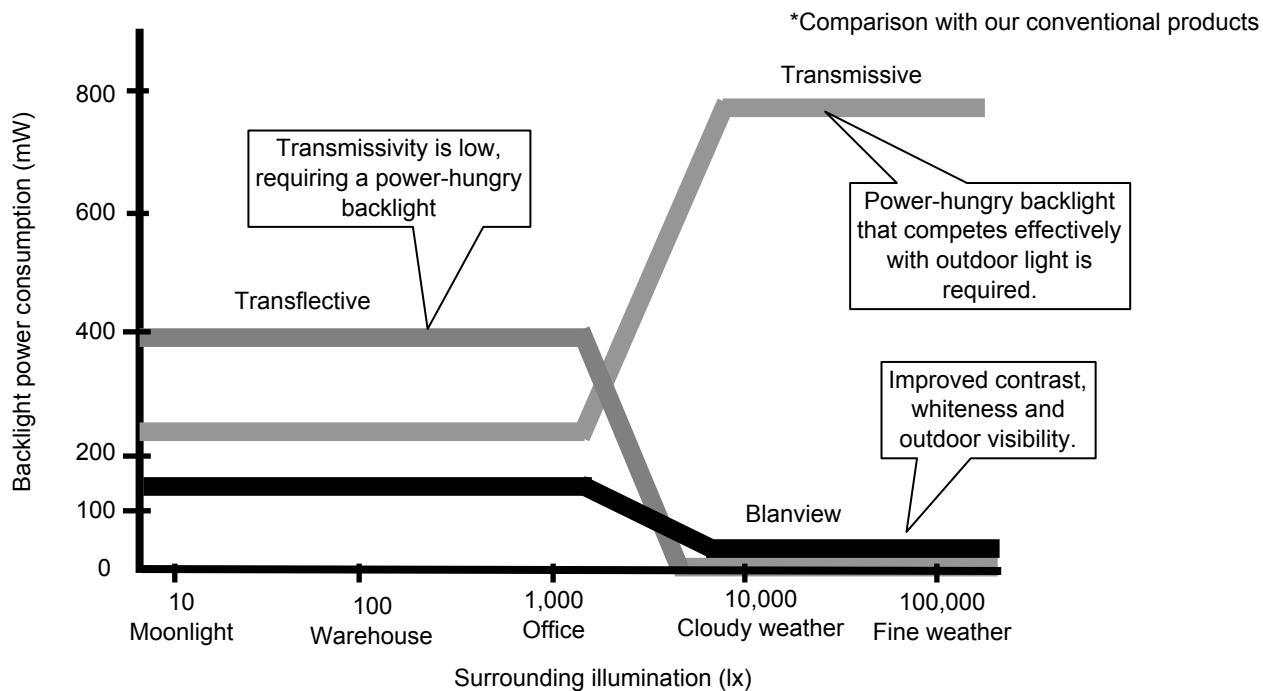 *Comparison with our conventional products
Transmissive
Transmissivity is low,
requiring a power-hungry
backlight
Power-hungry backlight
that competes effectively
with outdoor light is
required.
Transflective
Improved contrast,
whiteness and
outdoor visibility.
Blanview
Backlight power consumption (mW)
800
600
400
200
100
0
10
Moonlight
100
Warehouse
1,000
Office
10,000
Cloudy weather
100,000
Fine weather
Surrounding illumination (lx)